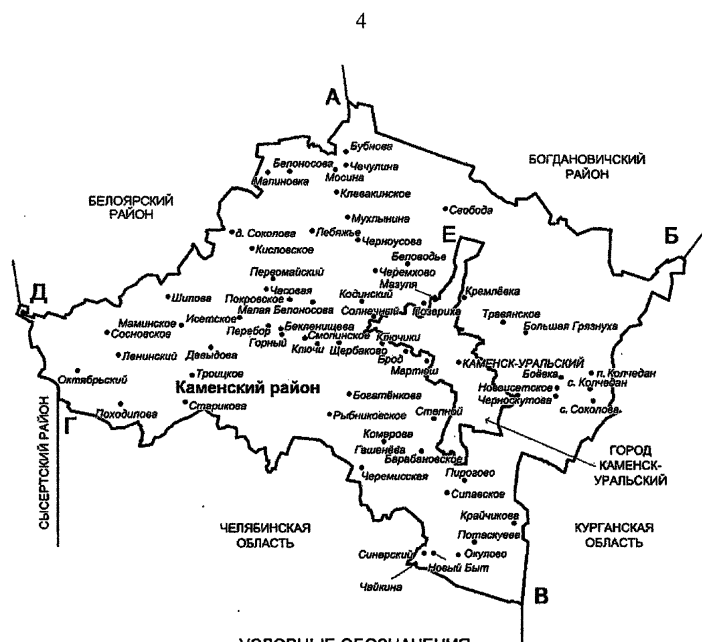 4
А
Бубнова
БОГДАНОВИЧСКИЙ
РАЙОН
Белоносова
Чечулина
Малиновка
Мосина
Клевакинское
БЕЛОЯРСКИЙ
РАЙОН
Свобода
Мухлынина
д. Соколова
Лебяжье
Черноусова
Е
Б
Кисловское
Беловодье
Первомайский
Черемхово
Мазуля
Д
Шилова
Часовая
Кодинский
Кремлёвка
Покровское
Позариха
Малая Белоносова
Солнечный
Травянское
Маминское
Исетское
Бекленищева
Большая Грязнуха
Сосновское
Перебор
Смолинское
Ключики
Горный
Ленинский
Давыдова
Ключи
Щербаково
Брод
КАМЕНСК-УРАЛЬСКИЙ
Октябрьский
Троицкое
Мартюш
Боёвка
п. Колчедан
Каменский район
Новоисетское
с. Колчедан
Богатёнкова
Черноскутова
Походилова
Старикова
с. Соколова
Г
Рыбниковское
Степной
СЫСЕРТСКИЙ РАЙОН
Комарова
ГОРОД
КАМЕНСК-
УРАЛЬСКИЙ
Гашенёва
Барабановское
Черемисская
Пирогово
Сипавское
ЧЕЛЯБИНСКАЯ
ОБЛАСТЬ
Крайчикова
КУРГАНСКАЯ
ОБЛАСТЬ
Потаскуева
Синарский
Окулово
Новый Быт
Чайкина
В
УСЛОВНЫЕ ОБОЗНАЧЕНИЯ